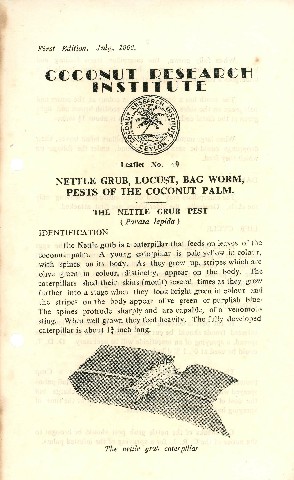 First Edition, July, 1960.
COCONUT RESEARCH
INSTITUTE
COCONUT RESEARCH INSTITUTE
CEYLON
Leaflet No.
NETTLE GRUB, LOCUST, BAG WORM,
PESTS OF THE COCONUT PALM.
THE NETTLE GRUB PEST
( Parasa lepida )
IDENTIFICATION
The Nettle grub is a caterpillar that feeds on leaves of the
coconut palm. A young caterpillar is pale yellow in colour,
with spines on its body. As they grow up, stripes which are
olive green in colour, distinctly, appear on the body. The
caterpillars shed their skins (moult) several times as they grow
further into a stage when they look bright green in colour and
the stripes on the body appear olive green or purplish blue.
The spines protrude sharply and are capable, of a venomous
sting. When well grown they feed heavily. The fully developed
caterpillar is about inch long.
The nettle grub caterpillar